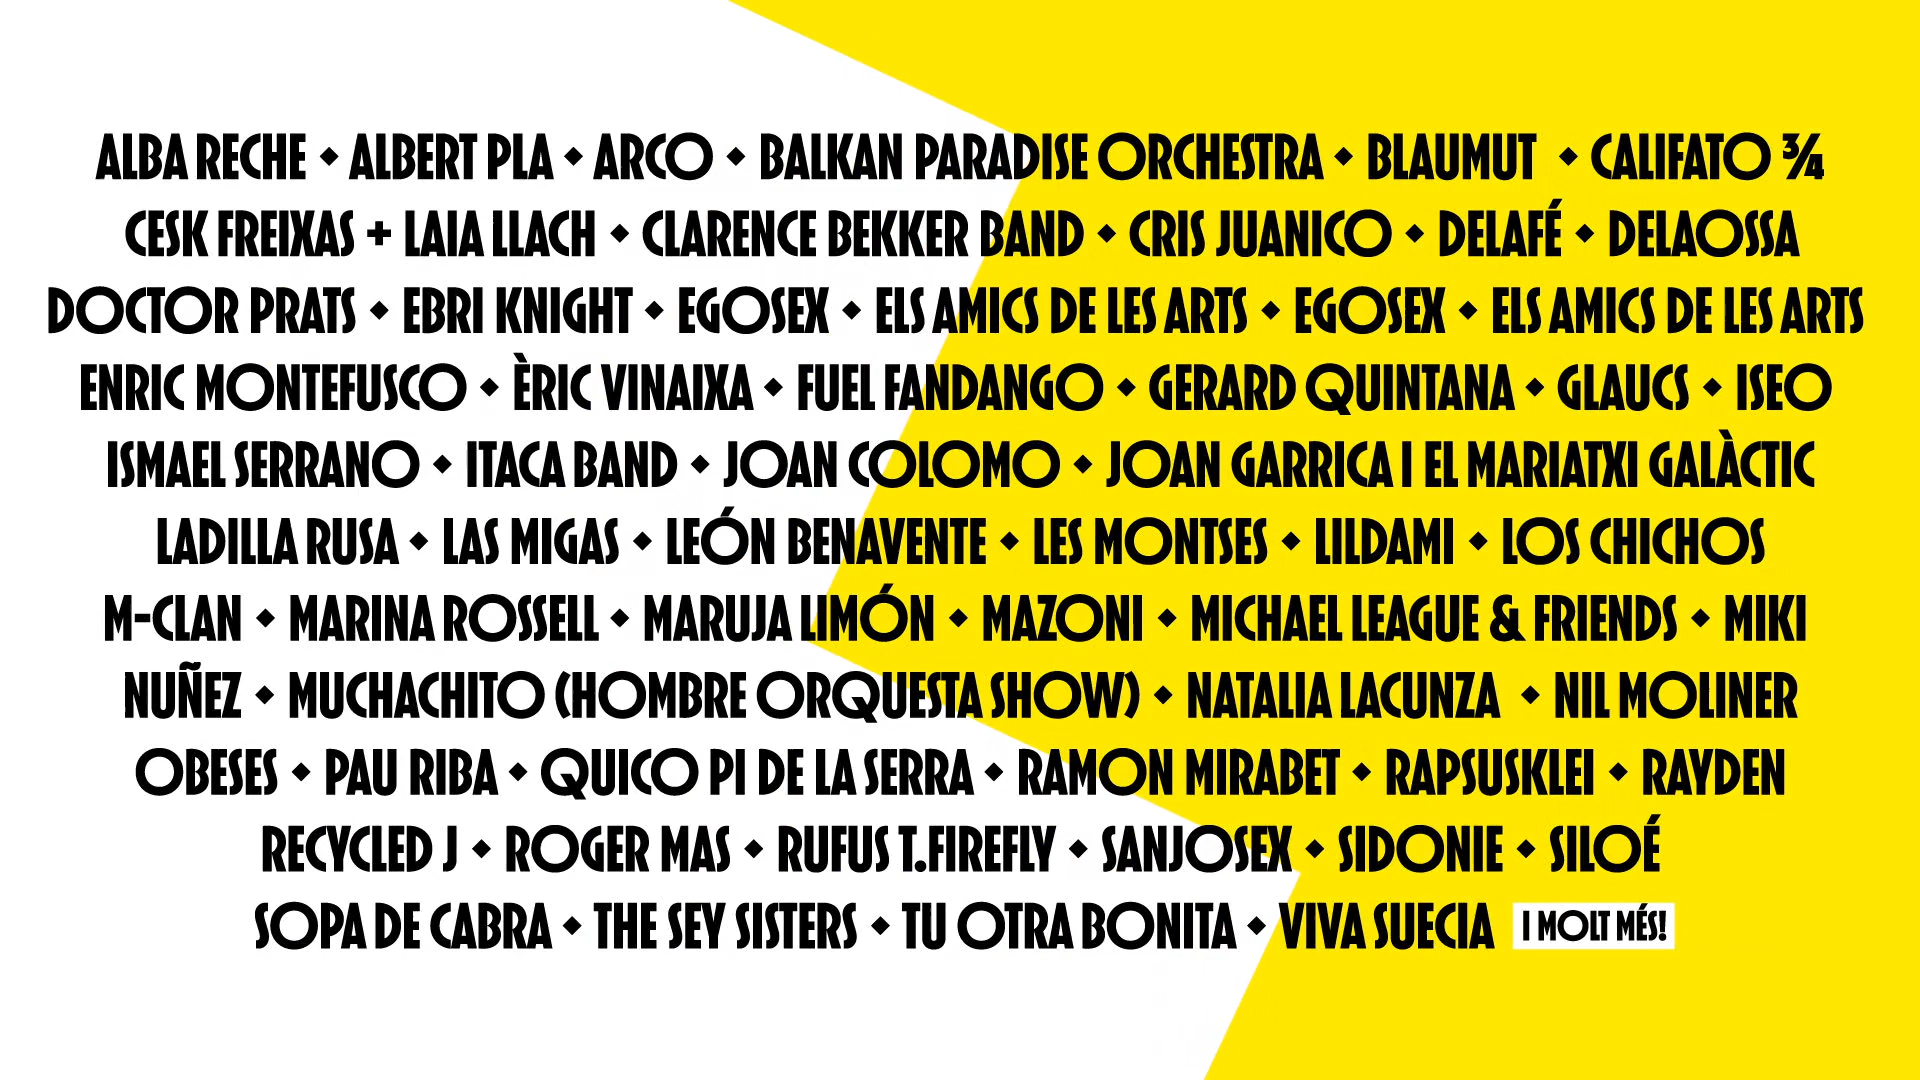 ALBA RECHE ◆ ALBERT PLA ◆ ARCO ◆ BALKAN PARADISE ORCHESTRA ◆ BLAUMUT ◆ CALIFATO ¾
CESK FREIXAS + LAIA LLACH ◆ CLARENCE BEKKER BAND ◆ CRIS JUANICO ◆ DELAFÉ ◆ DELAOSSA
DOCTOR PRATS ◆ EBRI KNIGHT ◆ EGOSEX ◆ ELS AMICS DE LES ARTS ◆ EGOSEX ◆ ELS AMICS DE LES ARTS
ENRIC MONTEFUSCO ◆ ÈRIC VINAIXA ◆ FUEL FANDANGO ◆ GERARD QUINTANA ◆ GLAUCS ◆ ISEO
ISMAEL SERRANO ◆ ITACA BAND ◆ JOAN COLOMO ◆ JOAN GARRIGA I EL MARIATXI GALÀCTIC
LADILLA RUSA ◆ LAS MIGAS ◆ LEÓN BENAVENTE ◆ LES MONTSES ◆ LILDAMI ◆ LOS CHICHOS
M-CLAN ◆ MARINA ROSSELL ◆ MARUJA LIMÓN ◆ MAZONI ◆ MICHAEL LEAGUE & FRIENDS ◆ MIKI
NUÑEZ ◆ MUCHACHITO (HOMBRE ORQUESTA SHOW) ◆ NATALIA LACUNZA ◆ NIL MOLINER
OBESES ◆ PAU RIBA ◆ QUICO PI DE LA SERRA ◆ RAMON MIRABET ◆ RAPSUSKLEI ◆ RAYDEN
RECYCLED J ◆ ROGER MAS ◆ RUFUS T.FIREFLY ◆ SANJOSEX ◆ SIDONIE ◆ SILOÉ
SOPA DE CABRA ◆ THE SEY SISTERS ◆ TU OTRA BONITA ◆ VIVA SUECIA I MOLT MÉS!